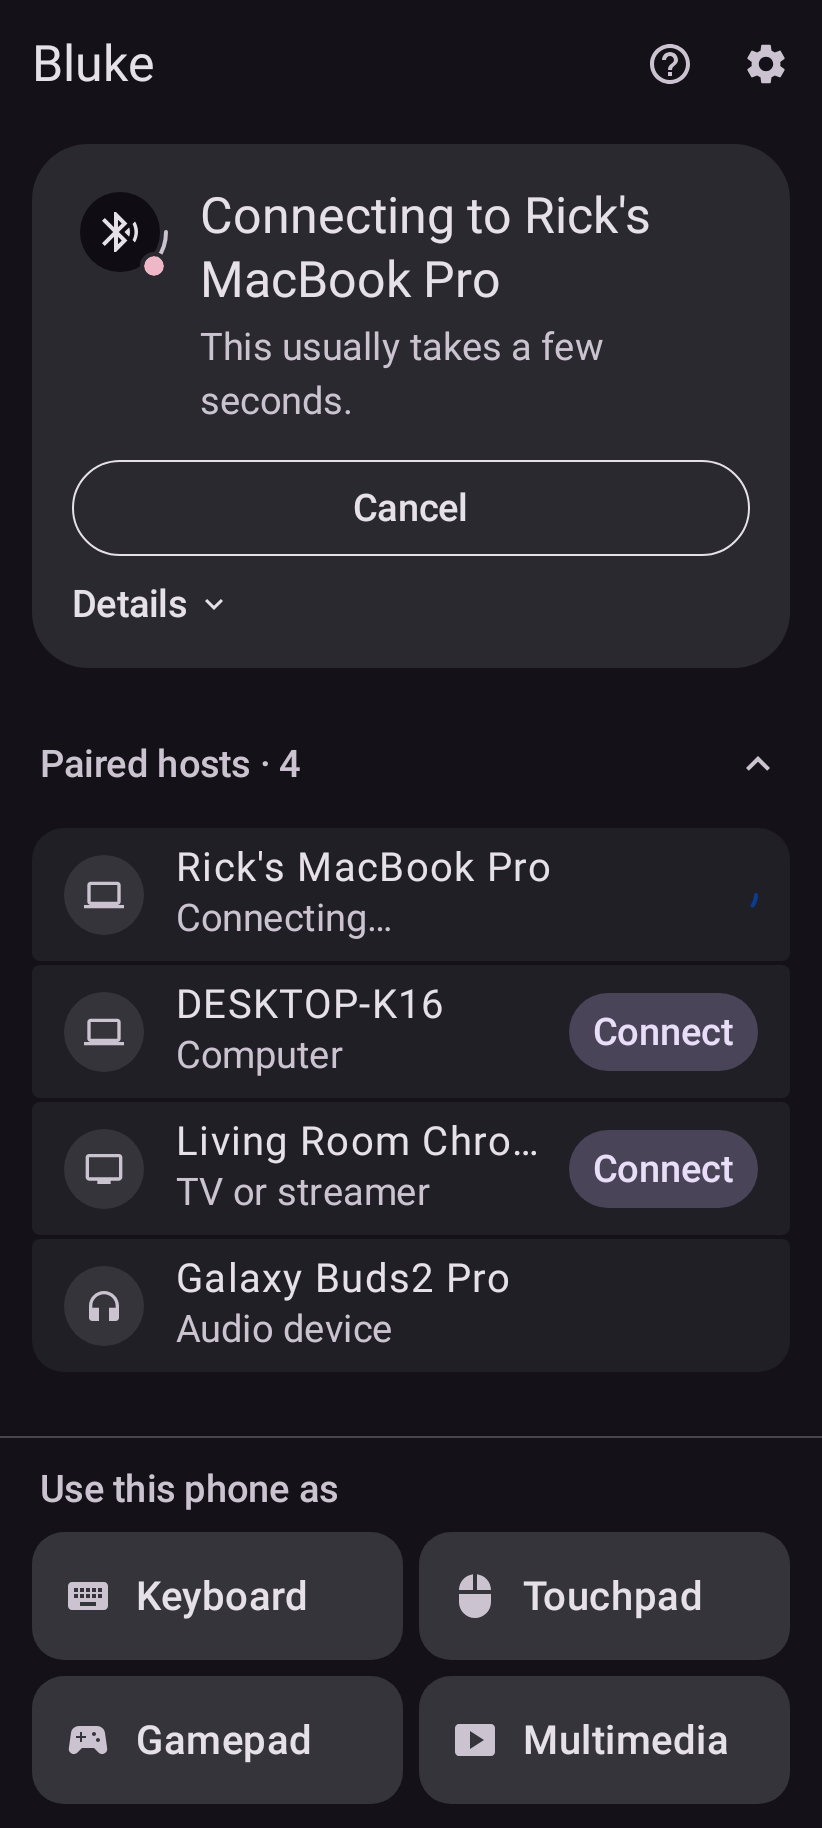 Bluke
Connecting to Rick's
MacBook Pro
This usually takes a few
seconds.
Cancel
Details
Paired hosts · 4
Rick's MacBook Pro
Connecting…
DESKTOP-K16
Computer
Connect
Living Room Chro…
TV or streamer
Connect
Galaxy Buds2 Pro
Audio device
Use this phone as
Keyboard
Touchpad
Gamepad
Multimedia